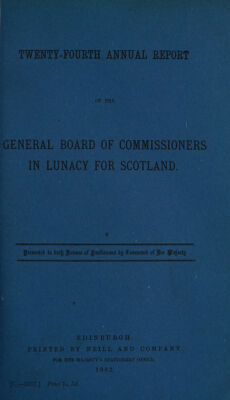 TWENTY-FOURTH ANNUAL REPORT
OF THE
GENERAL BOARD OF COMMISSIONERS
IN LUNACY FOR SCOTLAND.
Presented to both Houses of Parliament by Command of Her Majesty
EDINBURGH:
PRINTED BY NEILL AND COMPANY,
FOR HER MAJESTY'S STATIONERY OFFICE.
1882.
Price